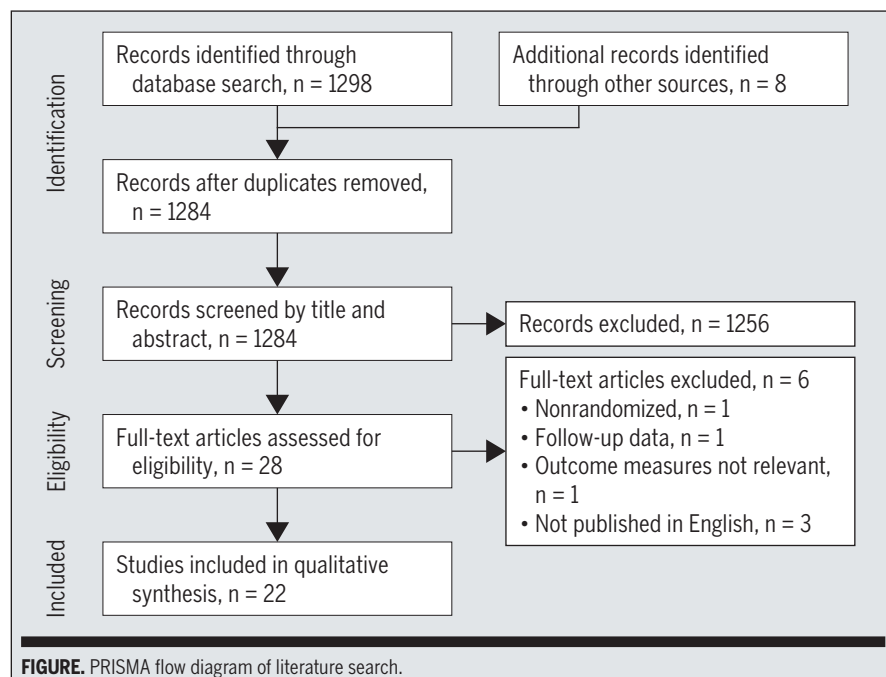 Identification
Records identified through
database search, n = 1298
Additional records identified
through other sources, n = 8
Records after duplicates removed,
n = 1284
Screening
Records screened by title and
abstract, n = 1284
Records excluded, n = 1256
Eligibility
Full-text articles assessed for
eligibility, n = 28
Full-text articles excluded, n = 6
• Nonrandomized, n = 1
• Follow-up data, n = 1
• Outcome measures not relevant,
n = 1
• Not published in English, n = 3
Included
Studies included in qualitative
synthesis, n = 22
FIGURE. PRISMA flow diagram of literature search.